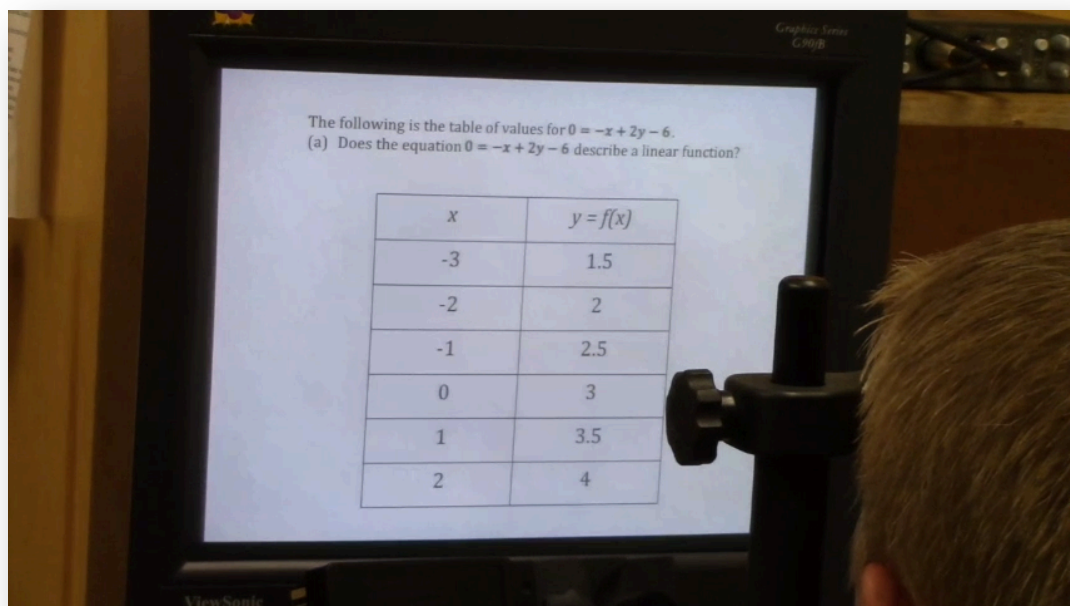 Graphics Series
G90fB
The following is the table of values for 0 = −x + 2y − 6.
(a) Does the equation 0 = −x + 2y − 6 describe a linear function?
x y = f(x)
-3 1.5
-2 2
-1 2.5
0 3
1 3.5
2 4
ViewSonic